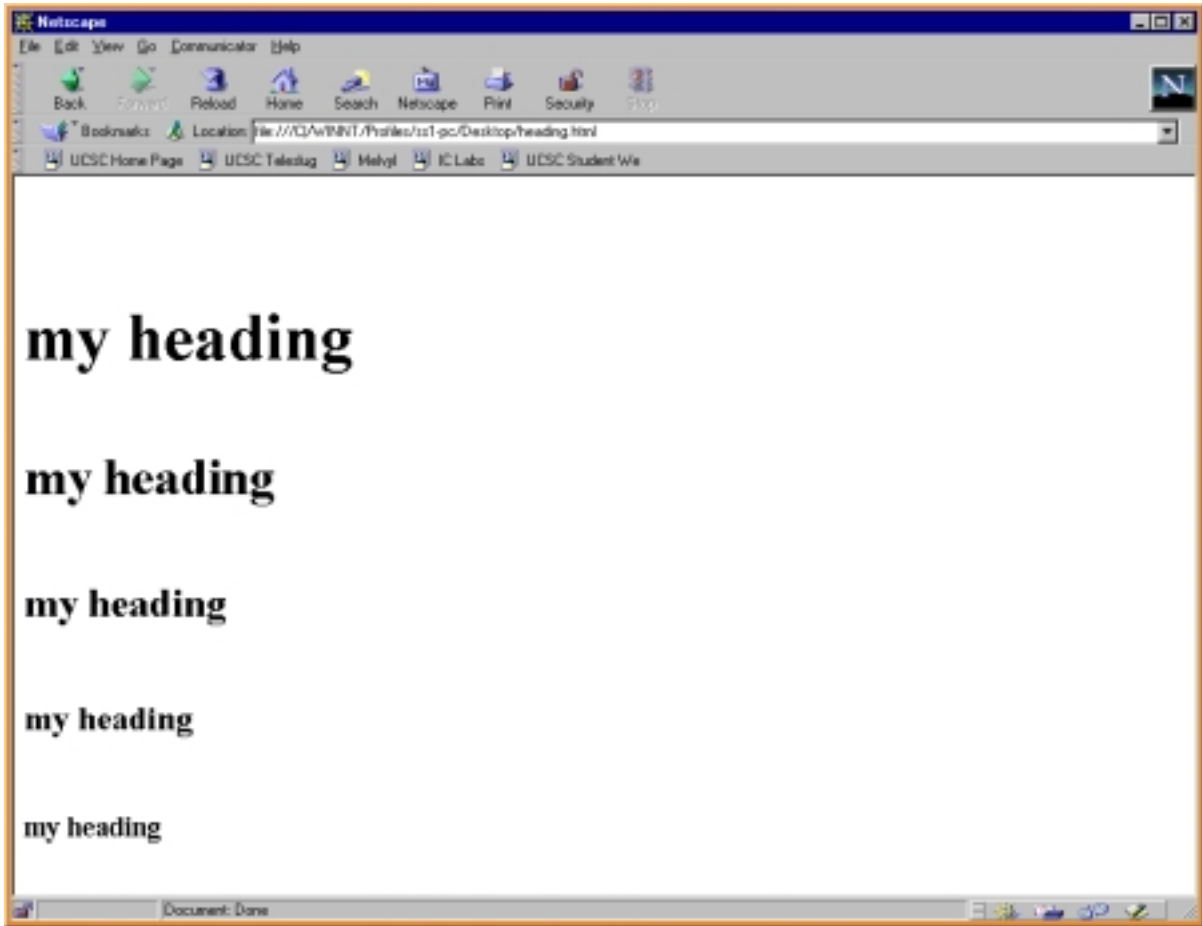 Netscape
File Edit View Go Communicator Help
Back Forward Reload Home Search Netscape Print Security Stop
Bookmarks Location: file:///C|/WINNT/Profiles/ss1-pc/Desktop/heading.html
UCSC Home Page UCSC Teleslug Melvyl IC Labs UCSC Student We
my heading
my heading
my heading
my heading
my heading
Document: Done